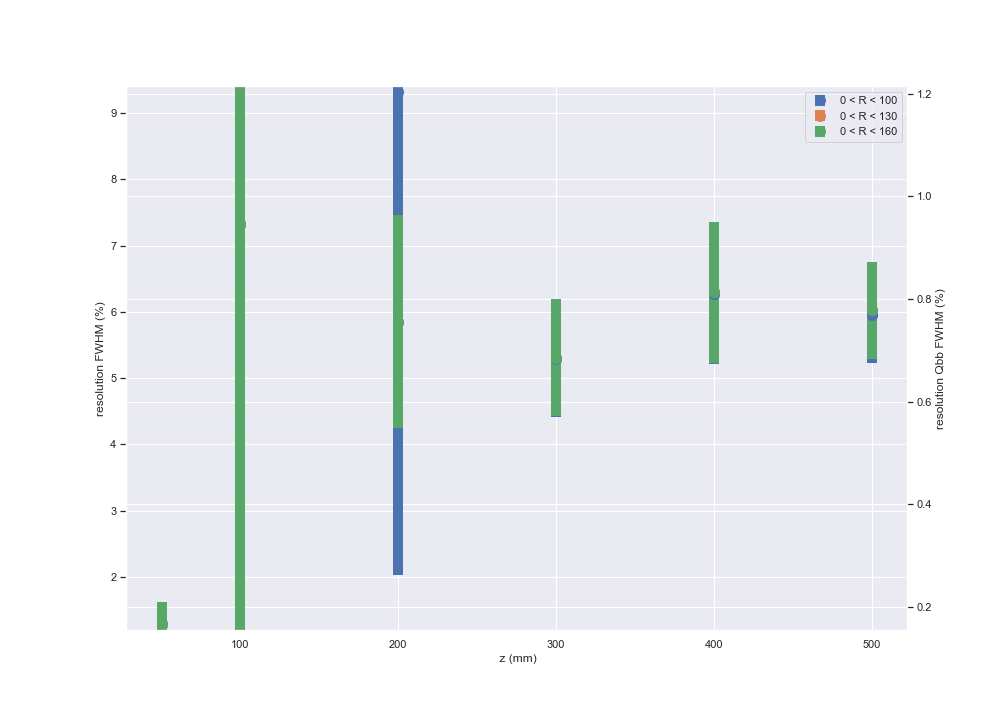 0 < R < 100
0 < R < 130
0 < R < 160
9
8
7
6
5
4
3
2
resolution FWHM (%)
1.2
1.0
0.8
0.6
0.4
0.2
resolution Qbb FWHM (%)
100 200 300 400 500
z (mm)